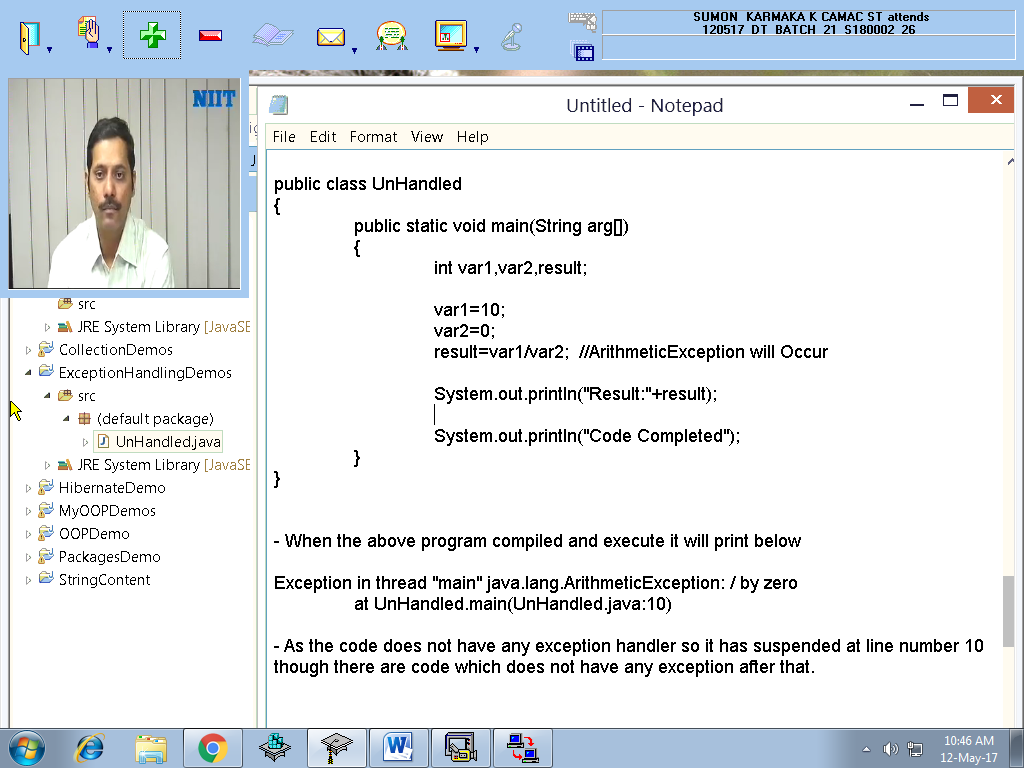 SUMON KARMAKA K CAMAC ST attends
120517 DT BATCH 21 S180002 26
NIIT
Untitled - Notepad
File Edit Format View Help
public class UnHandled
{
public static void main(String arg[])
{
int var1,var2,result;
var1=10;
var2=0;
result=var1/var2; //ArithmeticException will Occur
System.out.println("Result:"+result);
System.out.println("Code Completed");
}
}
- When the above program compiled and execute it will print below
Exception in thread "main" java.lang.ArithmeticException: / by zero
at UnHandled.main(UnHandled.java:10)
- As the code does not have any exception handler so it has suspended at line number 10
though there are code which does not have any exception after that.
src
JRE System Library [JavaSE
CollectionDemos
ExceptionHandlingDemos
src
(default package)
UnHandled.java
JRE System Library [JavaSE
HibernateDemo
MyOOPDemos
OOPDemo
PackagesDemo
StringContent
10:46 AM
12-May-17